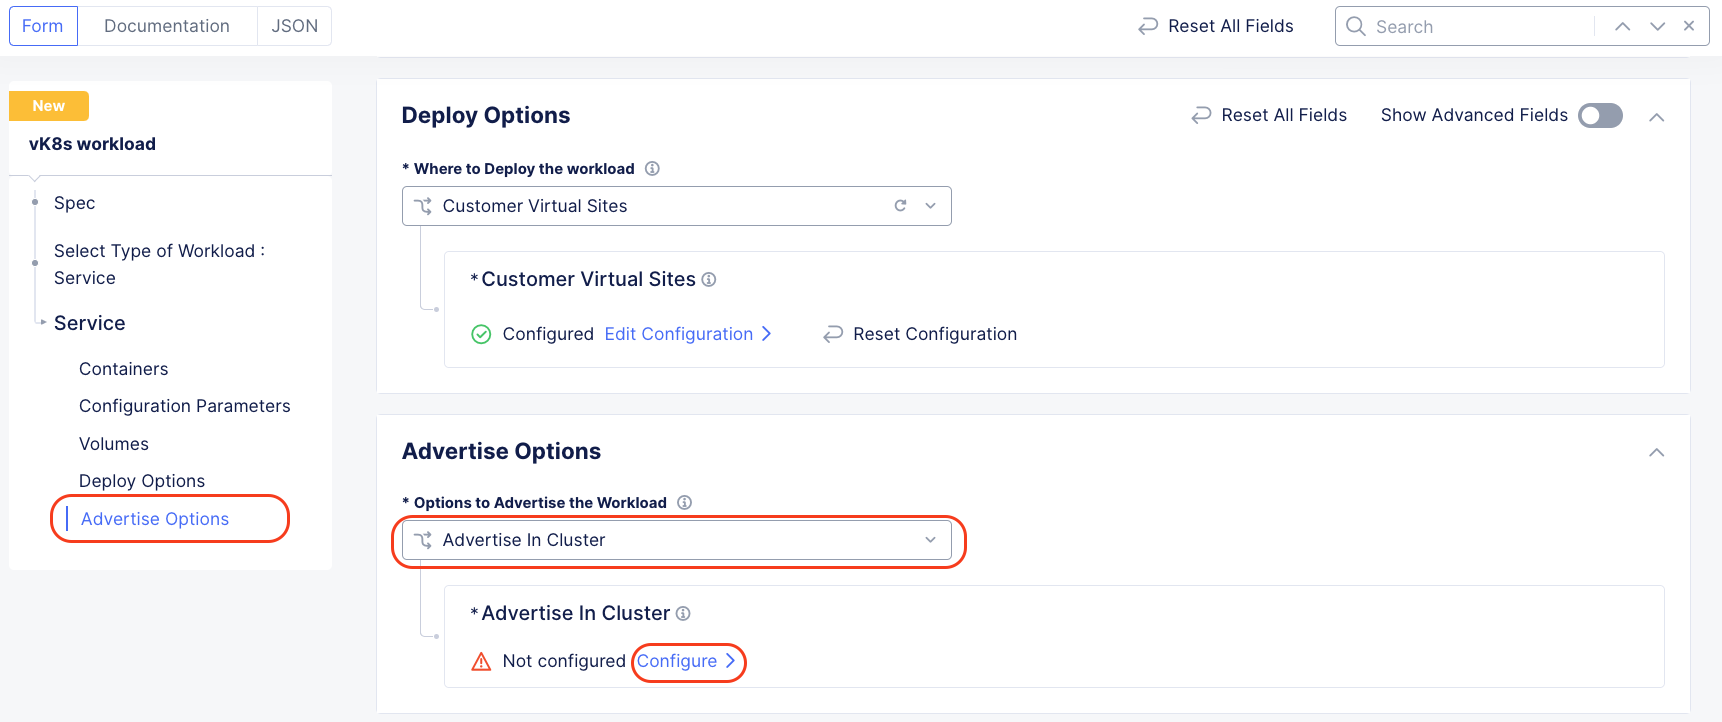 Form
Documentation
JSON
Reset All Fields
Search
New
vK8s workload
Spec
Select Type of Workload :
Service
Service
Containers
Configuration Parameters
Volumes
Deploy Options
Advertise Options
Deploy Options
Reset All Fields
Show Advanced Fields
* Where to Deploy the workload
Customer Virtual Sites
* Customer Virtual Sites
Configured
Edit Configuration
Reset Configuration
Advertise Options
* Options to Advertise the Workload
Advertise In Cluster
* Advertise In Cluster
Not configured
Configure